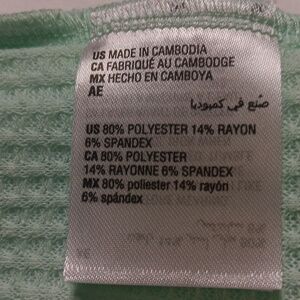 US MADE IN CAMBODIA
CA FABRIQUÉ AU CAMBODGE
MX HECHO EN CAMBOYA
AE
صنع في كمبوديا
US 80% POLYESTER 14% RAYON
6% SPANDEX
CA 80% POLYESTER
14% RAYONNE 6% SPANDEX
MX 80% poliester 14% rayón
6% spándex